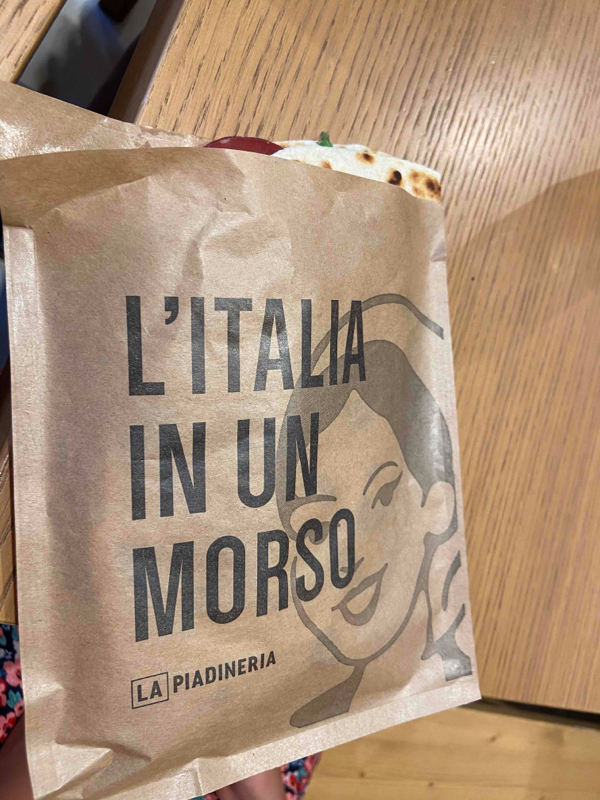 L'ITALIA
IN UN
MORSO
LA PIADINERIA